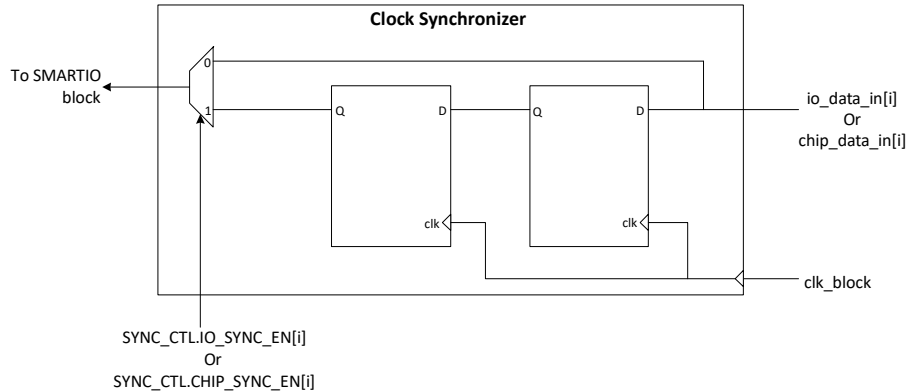 Clock Synchronizer
To SMARTIO
block
0
1
Q
D
Q
D
io_data_in[i]
Or
chip_data_in[i]
clk
clk
clk_block
SYNC_CTL.IO_SYNC_EN[i]
Or
SYNC_CTL.CHIP_SYNC_EN[i]